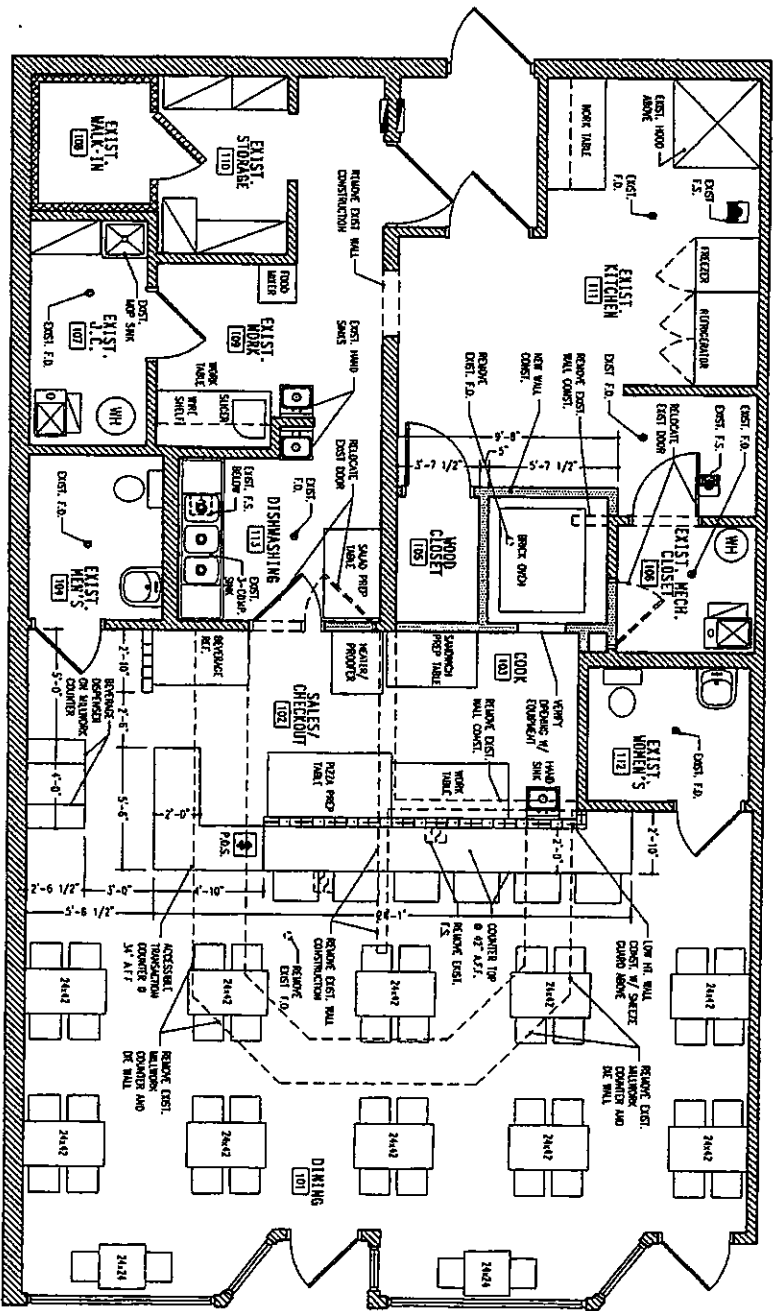 EXIST. HOOD
ABOVE
WORK TABLE
EXIST.
F.S.
EXIST.
F.D.
FREEZER
REFRIGERATOR
EXIST.
KITCHEN
111
EXIST F.D.
REMOVE EXIST.
WALL CONST.
NEW WALL
CONST.
REMOVE
EXIST. F.D.
9'-8"
3'-7 1/2"
5"
5'-7 1/2"
EXIST. F.D.
EXIST. F.S.
RELOCATE
EXIST DOOR
WH
EXIST. MECH.
CLOSET
106
BRICK OVEN
WOOD
CLOSET
105
EXIST.
WALK-IN
108
EXIST.
STORAGE
110
REMOVE EXIST WALL
CONSTRUCTION
FOOD
MIXER
EXIST.
WORK
109
EXIST. HAND
SINKS
WORK
TABLE
SLICER
WIRE
SHELF
EXIST.
MOP SINK
EXIST.
J.C.
107
EXIST. F.D.
WH
RELOCATE
EXIST DOOR
EXIST.
F.D.
DISHWASHING
113
EXIST. F.S.
BELOW
EXIST.
3-COMP.
SINK
SALAD PREP
TABLE
EXIST. F.D.
EXIST.
MEN'S
104
EXIST. F.D.
EXIST.
WOMEN'S
112
VERIFY
OPENING W/
EQUIPMENT
HAND
SINK
COOK
103
SANDWICH
PREP TABLE
REMOVE EXIST.
WALL CONST.
WORK
TABLE
HEATER/
PROOFER
SALES/
CHECKOUT
102
PIZZA PREP
TABLE
BEVERAGE
REF.
2'-10"
2'-6"
5'-0"
4'-0"
5'-6"
2'-0"
BEVERAGE
DISPENSER
ON MILLWORK
COUNTER
P.O.S.
2'-10"
2'-0"
2'-6 1/2"
3'-0"
4'-10"
5'-6 1/2"
LOW HT. WALL
CONST. W/ SNEEZE
GUARD ABOVE
COUNTER TOP
@ 42" A.F.F.
REMOVE EXIST.
F.S.
REMOVE EXIST. WALL
CONSTRUCTION
REMOVE
EXIST F.D.
ACCESSIBLE
TRANSACTION
COUNTER @
34" A.F.F.
REMOVE EXIST.
MILLWORK
COUNTER AND
DIE WALL
REMOVE EXIST.
MILLWORK
COUNTER AND
DIE WALL
24x42
24x42
24x42
24x42
24x42
24x42
24x42
24x42
24x42
24x42
DINING
101
24x24
24x24